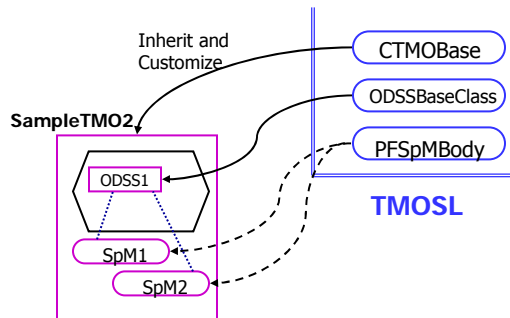 Inherit and
Customize
CTMOBase
ODSSBaseClass
PFSpMBody
TMOSL
SampleTMO2
ODSS1
SpM1
SpM2